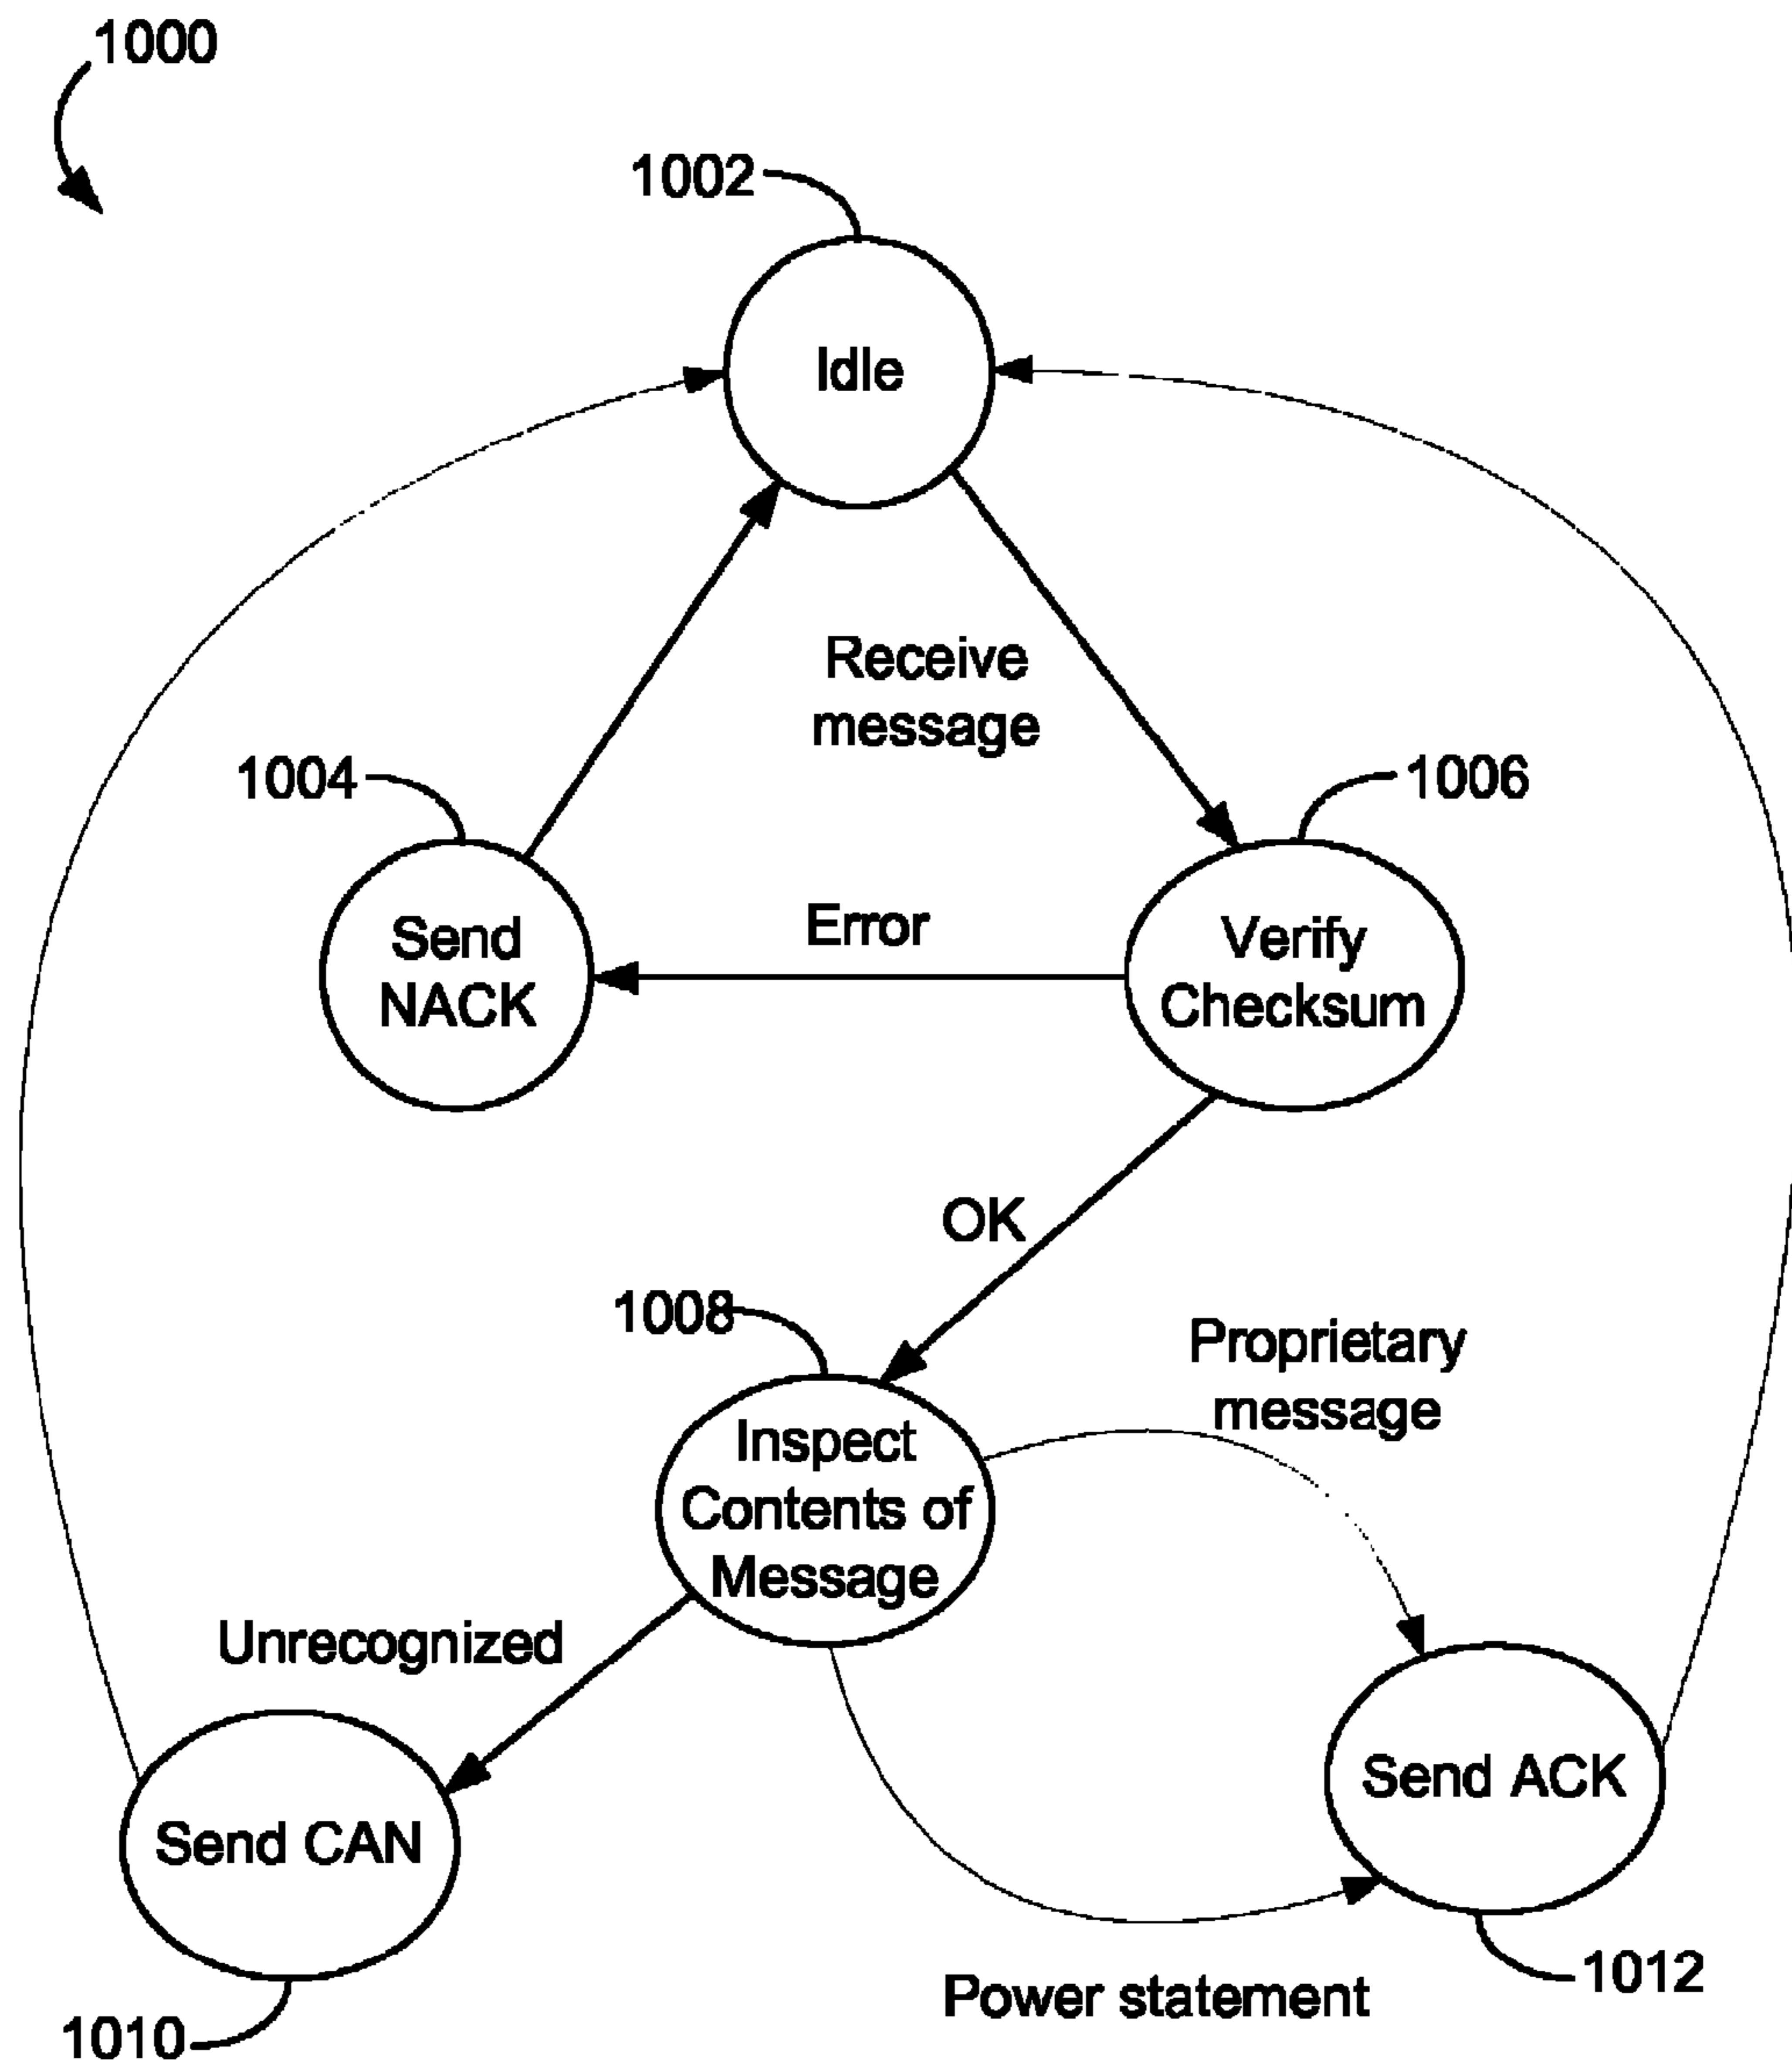 1000
1002
Idle
Receive
message
1004
1006
Send
NACK
Error
Verify
Checksum
OK
1008
Proprietary
message
Inspect
Contents of
Message
Unrecognized
Send ACK
Send CAN
1012
Power statement
1010